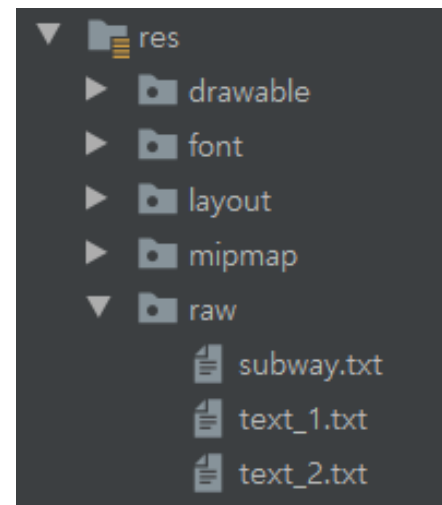 res
drawable
font
layout
mipmap
raw
subway.txt
text_1.txt
text_2.txt